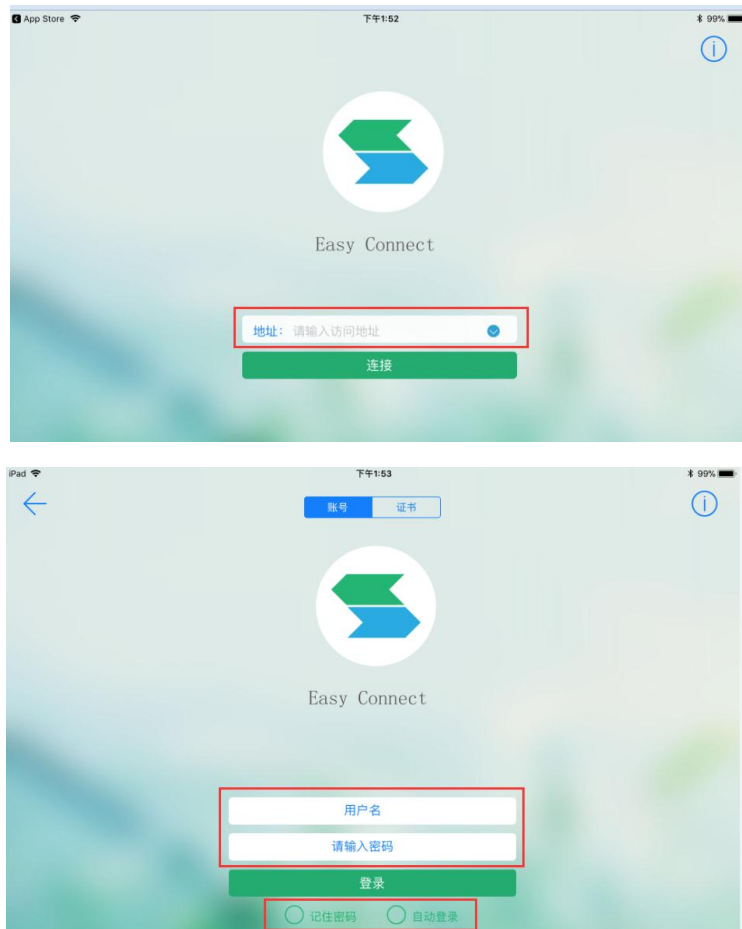 App Store 下午1:52 99%
Easy Connect
地址： 请输入访问地址
连接
iPad 下午1:53 99%
账号 证书
Easy Connect
用户名
请输入密码
登录
记住密码 自动登录